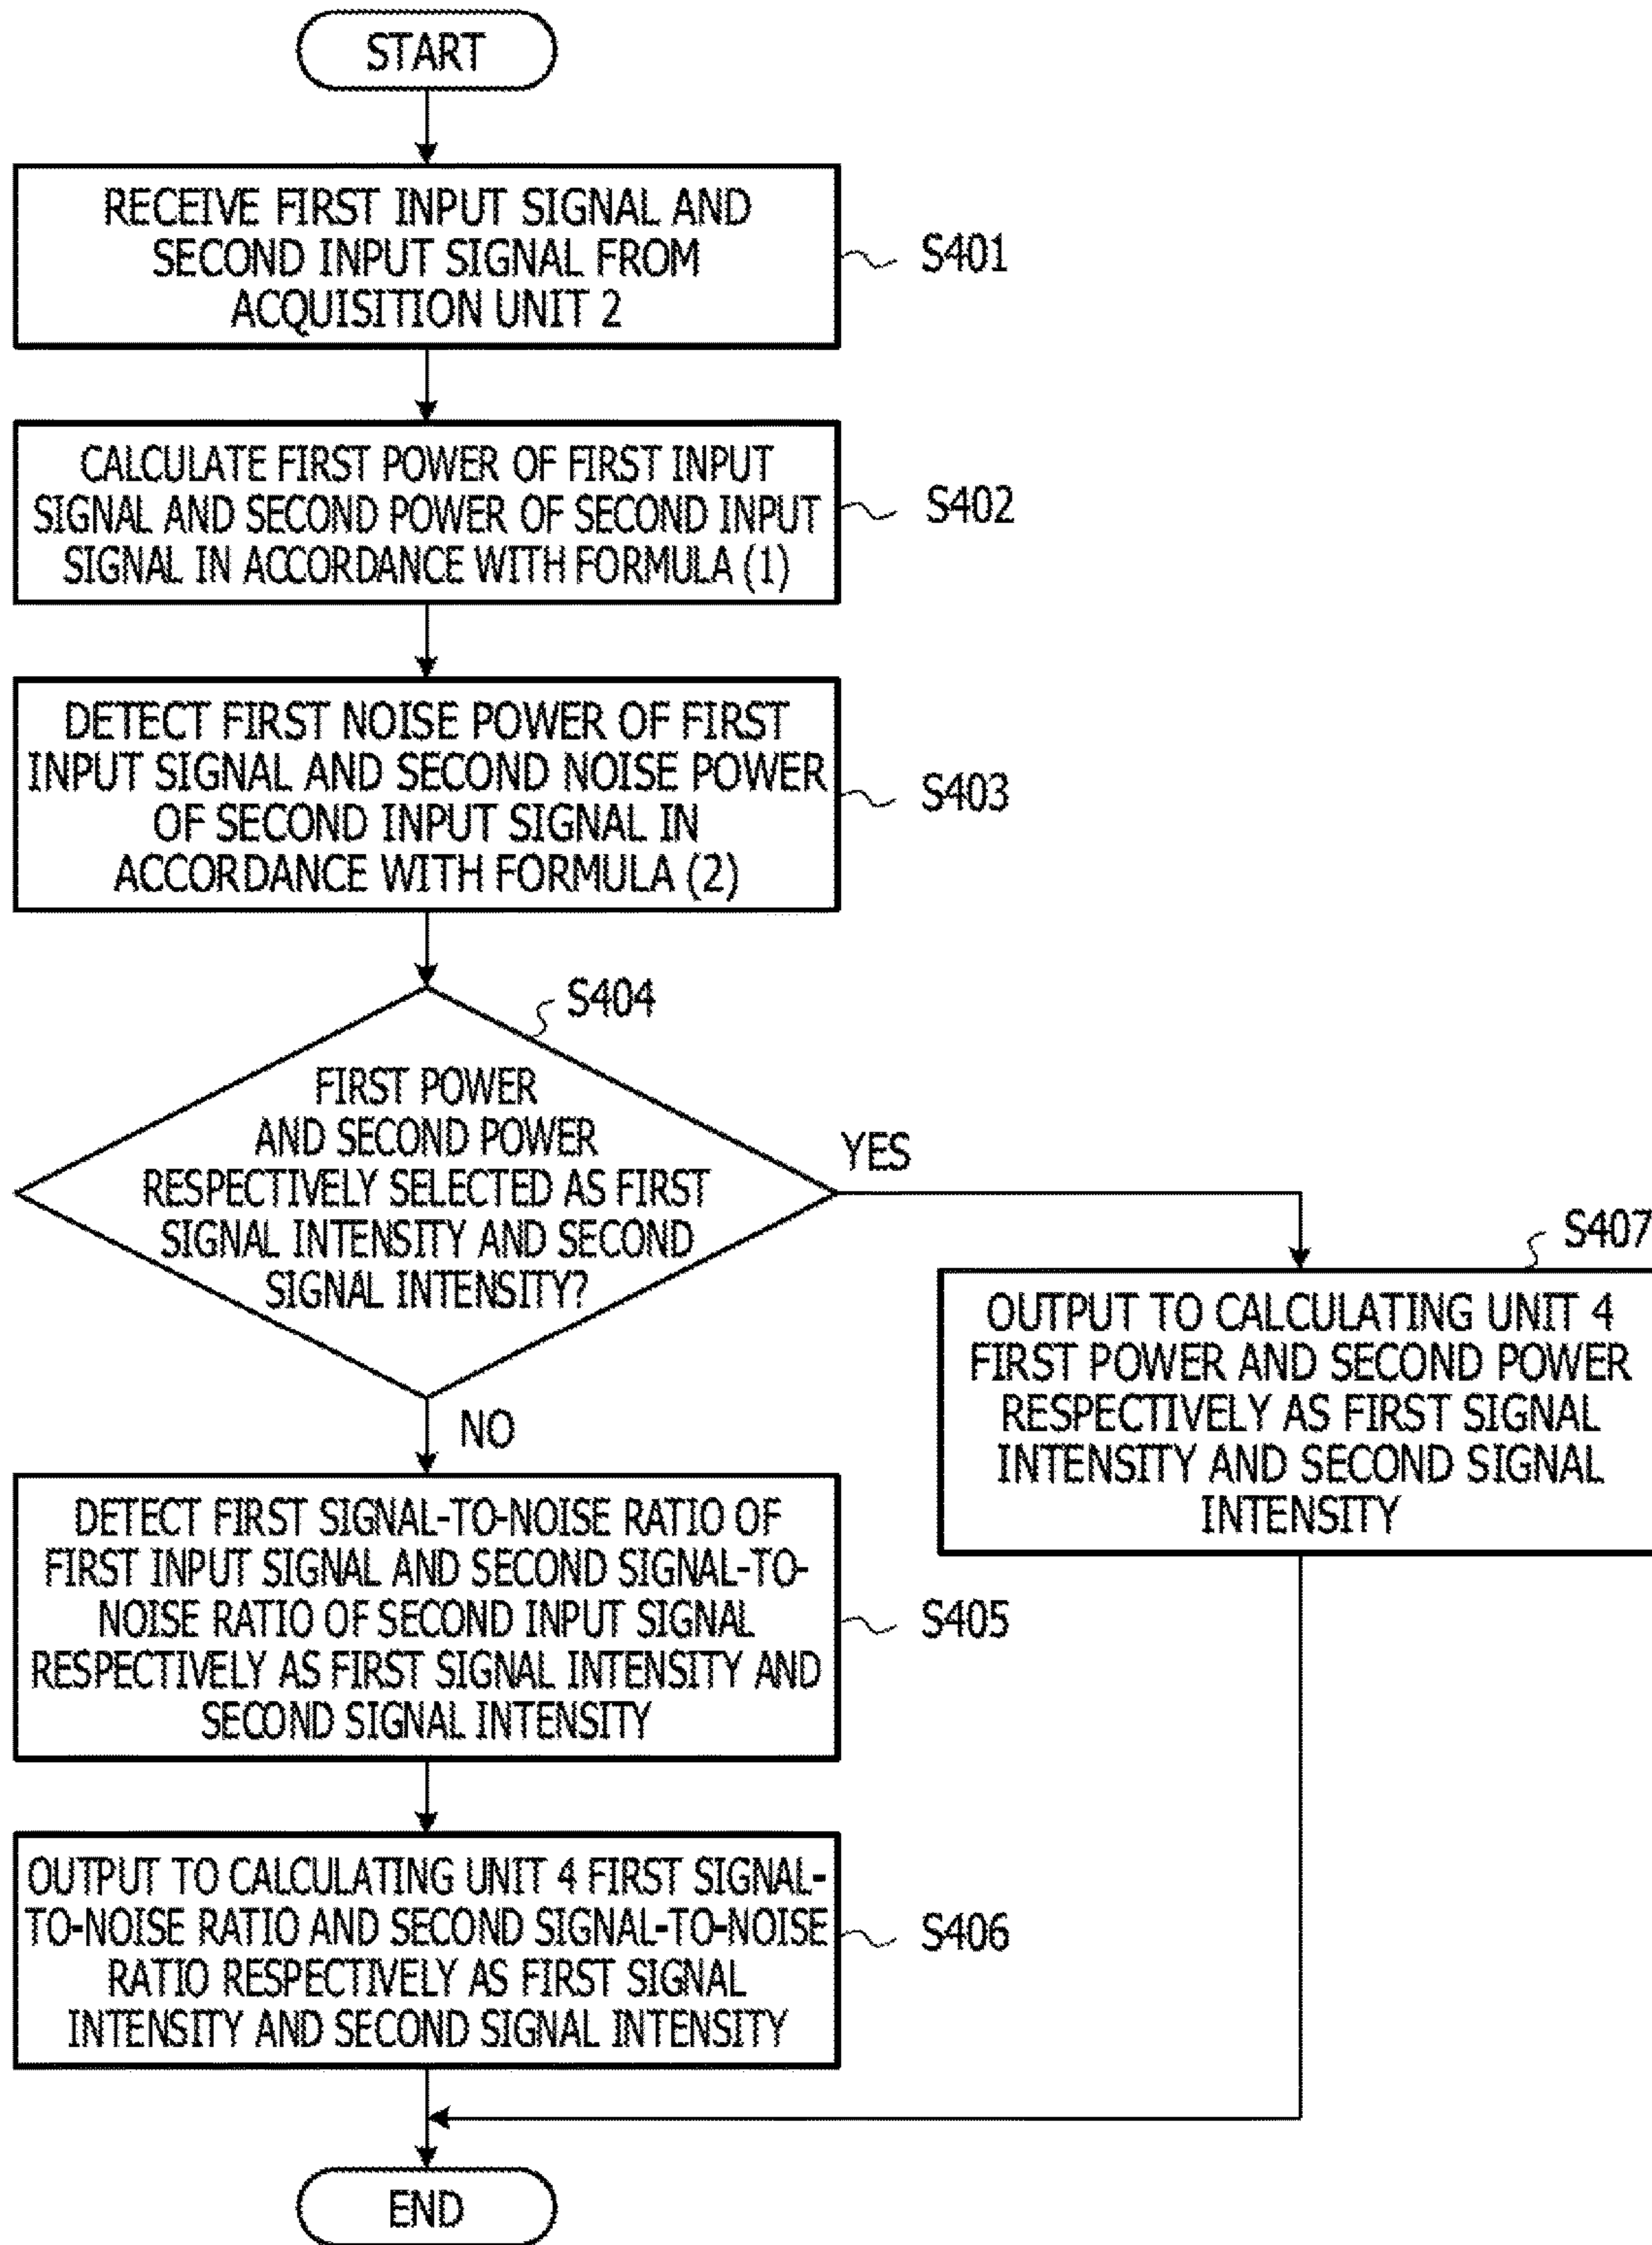 START
RECEIVE FIRST INPUT SIGNAL AND
SECOND INPUT SIGNAL FROM
ACQUISITION UNIT 2
S401
CALCULATE FIRST POWER OF FIRST INPUT
SIGNAL AND SECOND POWER OF SECOND INPUT
SIGNAL IN ACCORDANCE WITH FORMULA (1)
S402
DETECT FIRST NOISE POWER OF FIRST
INPUT SIGNAL AND SECOND NOISE POWER
OF SECOND INPUT SIGNAL IN
ACCORDANCE WITH FORMULA (2)
S403
S404
FIRST POWER
AND SECOND POWER
RESPECTIVELY SELECTED AS FIRST
SIGNAL INTENSITY AND SECOND
SIGNAL INTENSITY?
YES
NO
S407
OUTPUT TO CALCULATING UNIT 4
FIRST POWER AND SECOND POWER
RESPECTIVELY AS FIRST SIGNAL
INTENSITY AND SECOND SIGNAL
INTENSITY
DETECT FIRST SIGNAL-TO-NOISE RATIO OF
FIRST INPUT SIGNAL AND SECOND SIGNAL-TO-
NOISE RATIO OF SECOND INPUT SIGNAL
RESPECTIVELY AS FIRST SIGNAL INTENSITY AND
SECOND SIGNAL INTENSITY
S405
OUTPUT TO CALCULATING UNIT 4 FIRST SIGNAL-
TO-NOISE RATIO AND SECOND SIGNAL-TO-NOISE
RATIO RESPECTIVELY AS FIRST SIGNAL
INTENSITY AND SECOND SIGNAL INTENSITY
S406
END